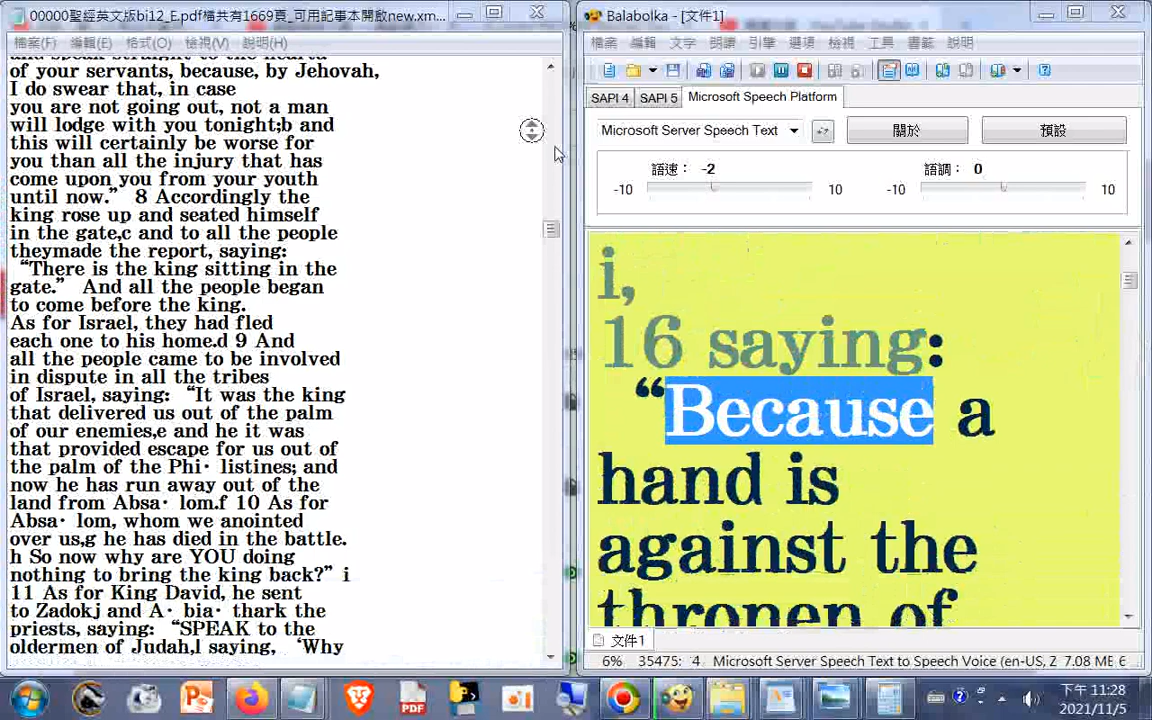 00000聖經英文版bi12_E.pdf檔共有1669頁_可用記事本開啟new.xm...
檔案(F) 編輯(E) 格式(O) 檢視(V) 說明(H)
and speak straight to the hearts
of your servants, because, by Jehovah,
I do swear that, in case
you are not going out, not a man
will lodge with you tonight;b and
this will certainly be worse for
you than all the injury that has
come upon you from your youth
until now.” 8 Accordingly the
king rose up and seated himself
in the gate,c and to all the people
theymade the report, saying:
“There is the king sitting in the
gate.” And all the people began
to come before the king.
As for Israel, they had fled
each one to his home.d 9 And
all the people came to be involved
in dispute in all the tribes
of Israel, saying: “It was the king
that delivered us out of the palm
of our enemies,e and he it was
that provided escape for us out of
the palm of the Phi· listines; and
now he has run away out of the
land from Absa· lom.f 10 As for
Absa· lom, whom we anointed
over us,g he has died in the battle.
h So now why are YOU doing
nothing to bring the king back?” i
11 As for King David, he sent
to Zadokj and A· bia· thark the
priests, saying: “SPEAK to the
oldermen of Judah,l saying, ‘Why
Balabolka - [文件1]
檔案 編輯 文字 朗讀 引擎 選項 檢視 工具 書籤 說明
SAPI 4 SAPI 5 Microsoft Speech Platform
Microsoft Server Speech Text 關於 預設
語速: -2 語調: 0
-10 10 -10 10
i,
16 saying:
“Because a
hand is
against the
thronen of
文件1
6% 35475: 4 Microsoft Server Speech Text to Speech Voice (en-US, 2 7.08 MB 6
下午 11:28
2021/11/5